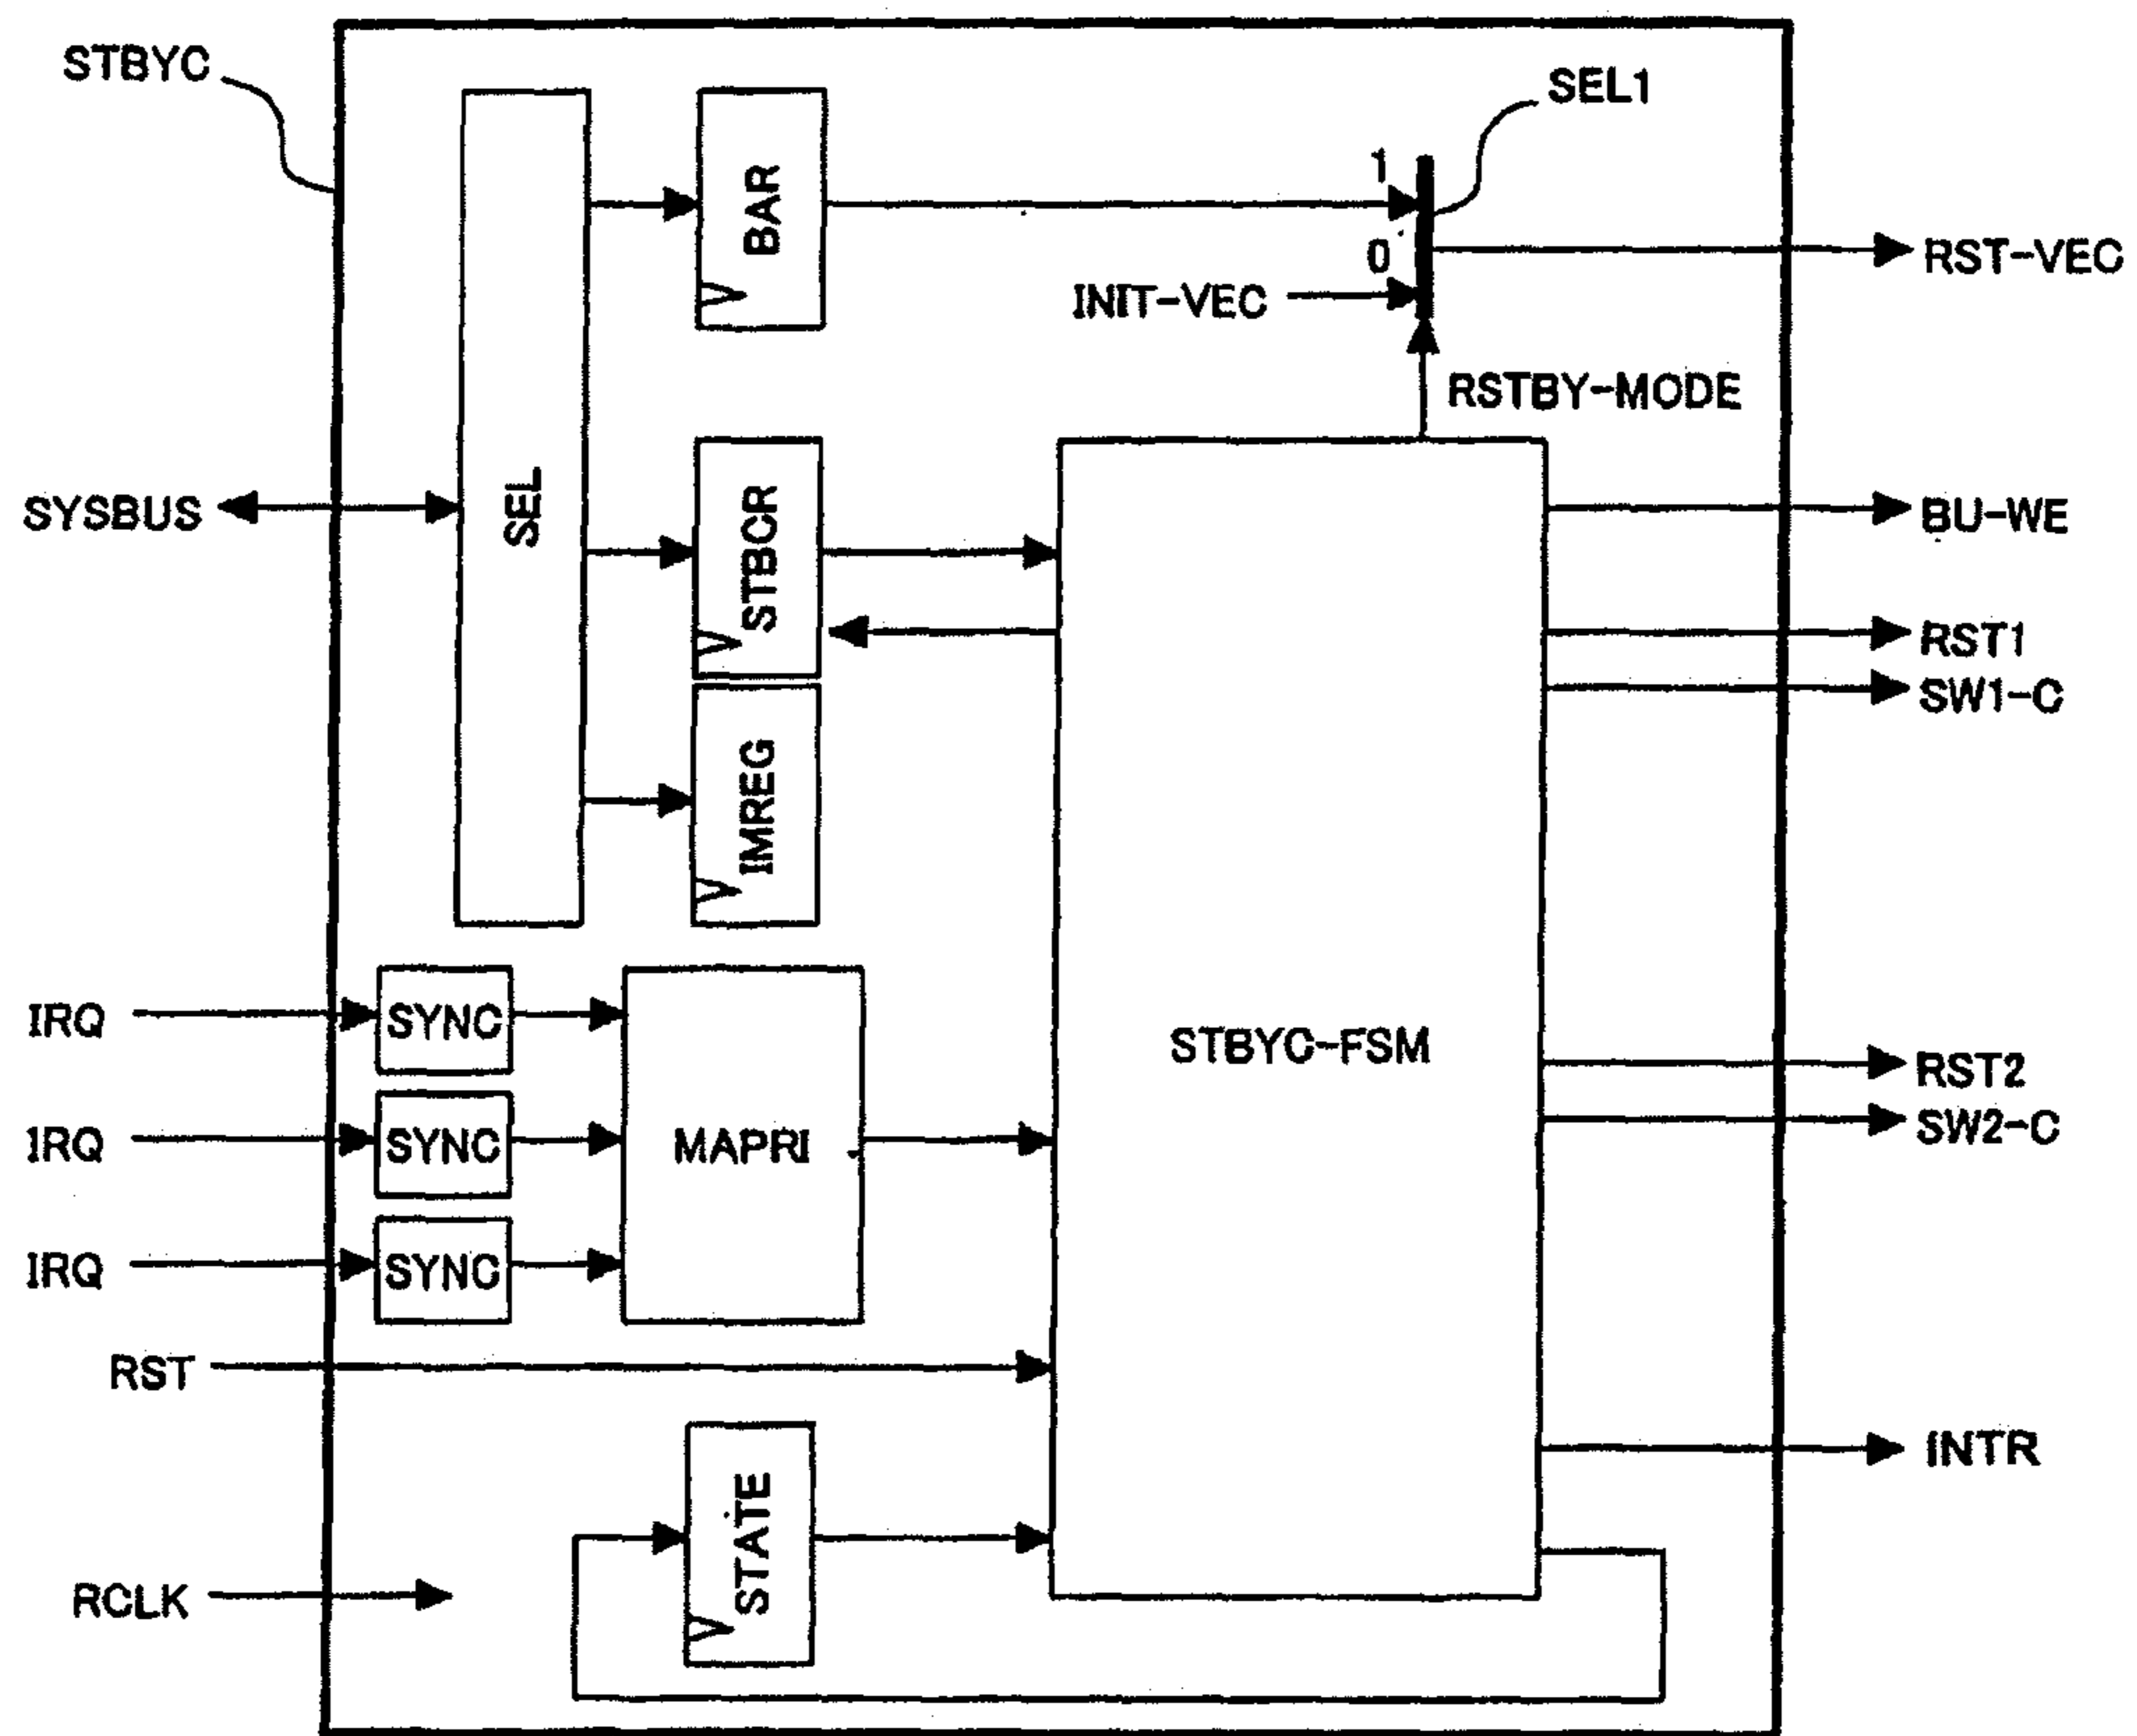 STBYC
SEL1
BAR
1
0
INIT-VEC
RST-VEC
RSTBY-MODE
SYSBUS
SEL
STBCR
BU-WE
RST1
SW1-C
IMREG
IRQ
SYNC
IRQ
SYNC
IRQ
SYNC
MAPRI
STBYC-FSM
RST2
SW2-C
RST
INTR
STATE
RCLK